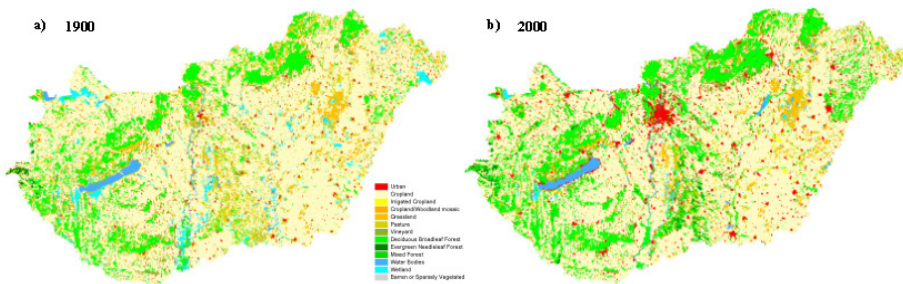 a) 1900
b) 2000
Urban
Cropland
Irrigated Cropland
Cropland/Woodland mosaic
Grassland
Pasture
Vineyard
Deciduous Broadleaf Forest
Evergreen Needleleaf Forest
Mixed Forest
Water Bodies
Wetland
Barren or Sparsely Vegetated